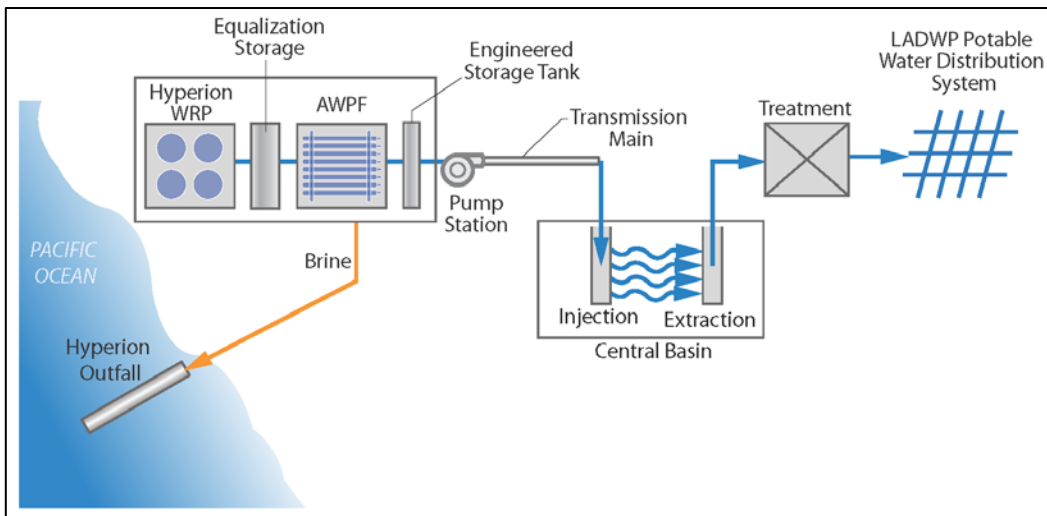 Equalization
Storage
Hyperion
WRP
AWPF
Engineered
Storage Tank
Pump
Station
Transmission
Main
Treatment
LADWP Potable
Water Distribution
System
PACIFIC
OCEAN
Brine
Hyperion
Outfall
Injection
Extraction
Central Basin